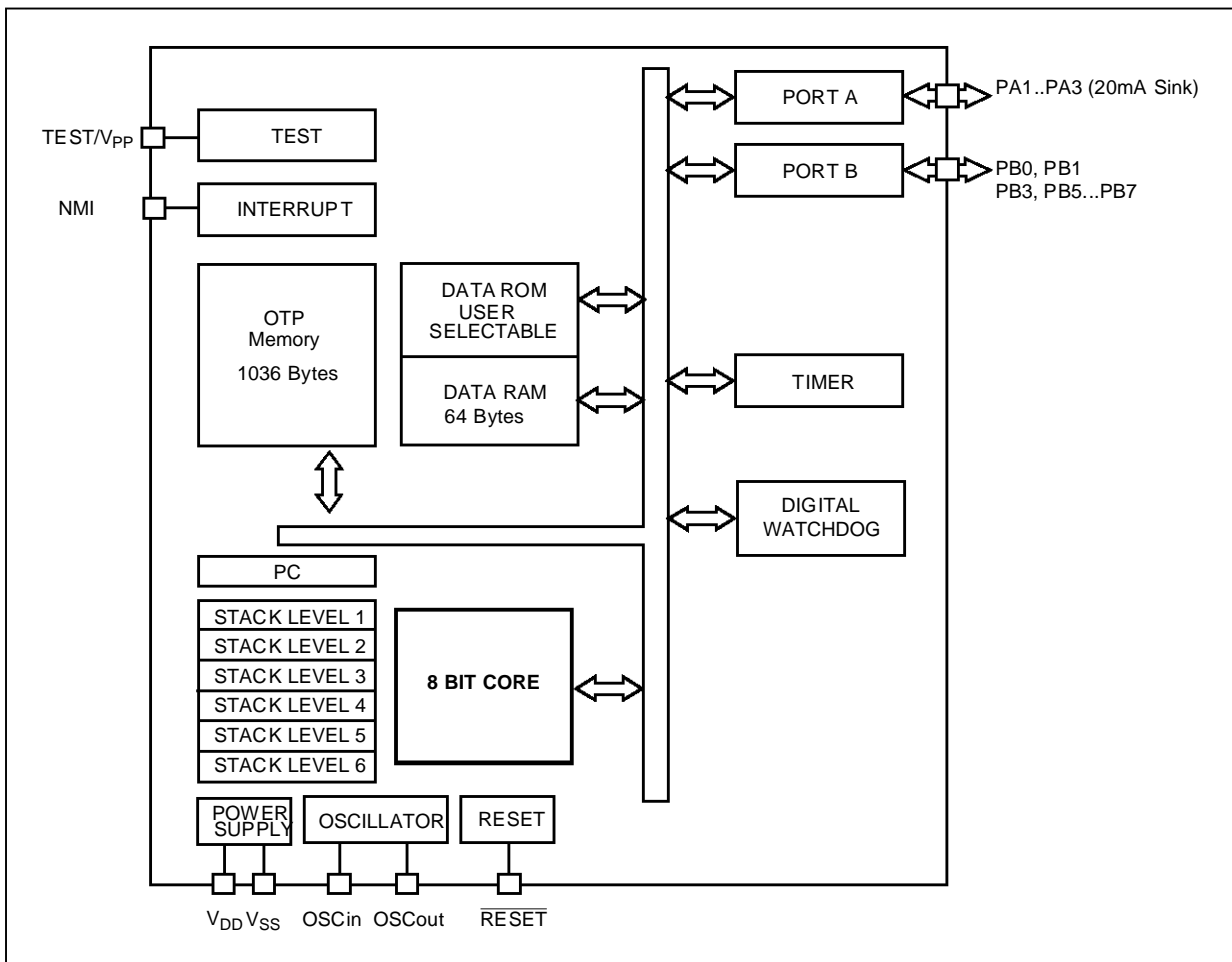 TEST/VPP
TEST
NMI
INTERRUPT
OTP
Memory
1036 Bytes
DATA ROM
USER
SELECTABLE
DATA RAM
64 Bytes
PORT A
PA1..PA3 (20mA Sink)
PORT B
PB0, PB1
PB3, PB5...PB7
TIMER
DIGITAL
WATCHDOG
PC
STACK LEVEL 1
STACK LEVEL 2
STACK LEVEL 3
STACK LEVEL 4
STACK LEVEL 5
STACK LEVEL 6
8 BIT CORE
POWER
SUPPLY
OSCILLATOR
RESET
VDD VSS
OSCin
OSCout
RESET